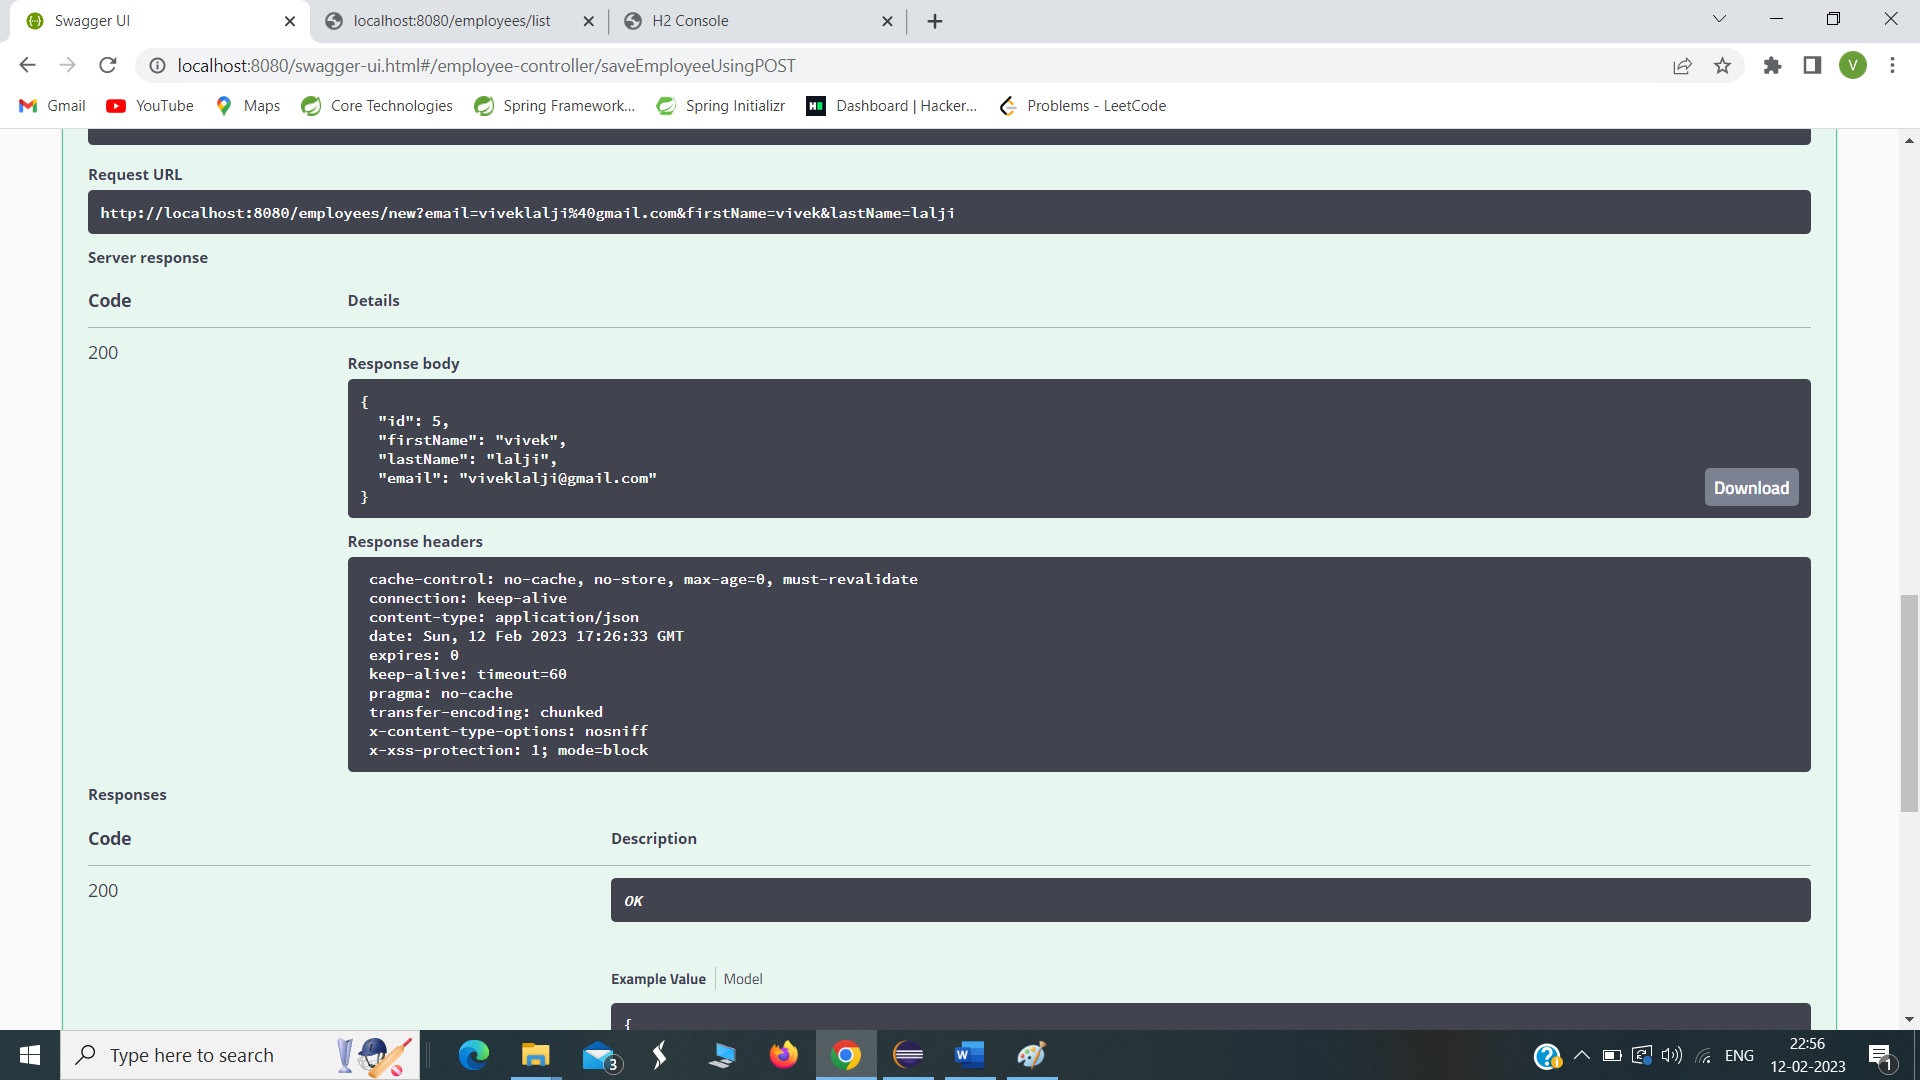 Swagger UI
localhost:8080/employees/list
H2 Console
localhost:8080/swagger-ui.html#/employee-controller/saveEmployeeUsingPOST
V
Gmail
YouTube
Maps
Core Technologies
Spring Framework...
Spring Initializr
Dashboard | Hacker...
Problems - LeetCode
Request URL
http://localhost:8080/employees/new?email=viveklalji%40gmail.com&firstName=vivek&lastName=lalji
Server response
Code
Details
200
Response body
{
"id": 5,
"firstName": "vivek",
"lastName": "lalji",
"email": "viveklalji@gmail.com"
}
Download
Response headers
cache-control: no-cache, no-store, max-age=0, must-revalidate
connection: keep-alive
content-type: application/json
date: Sun, 12 Feb 2023 17:26:33 GMT
expires: 0
keep-alive: timeout=60
pragma: no-cache
transfer-encoding: chunked
x-content-type-options: nosniff
x-xss-protection: 1; mode=block
Responses
Code
Description
200
OK
Example Value
Model
{
Type here to search
3
ENG
22:56
12-02-2023
1